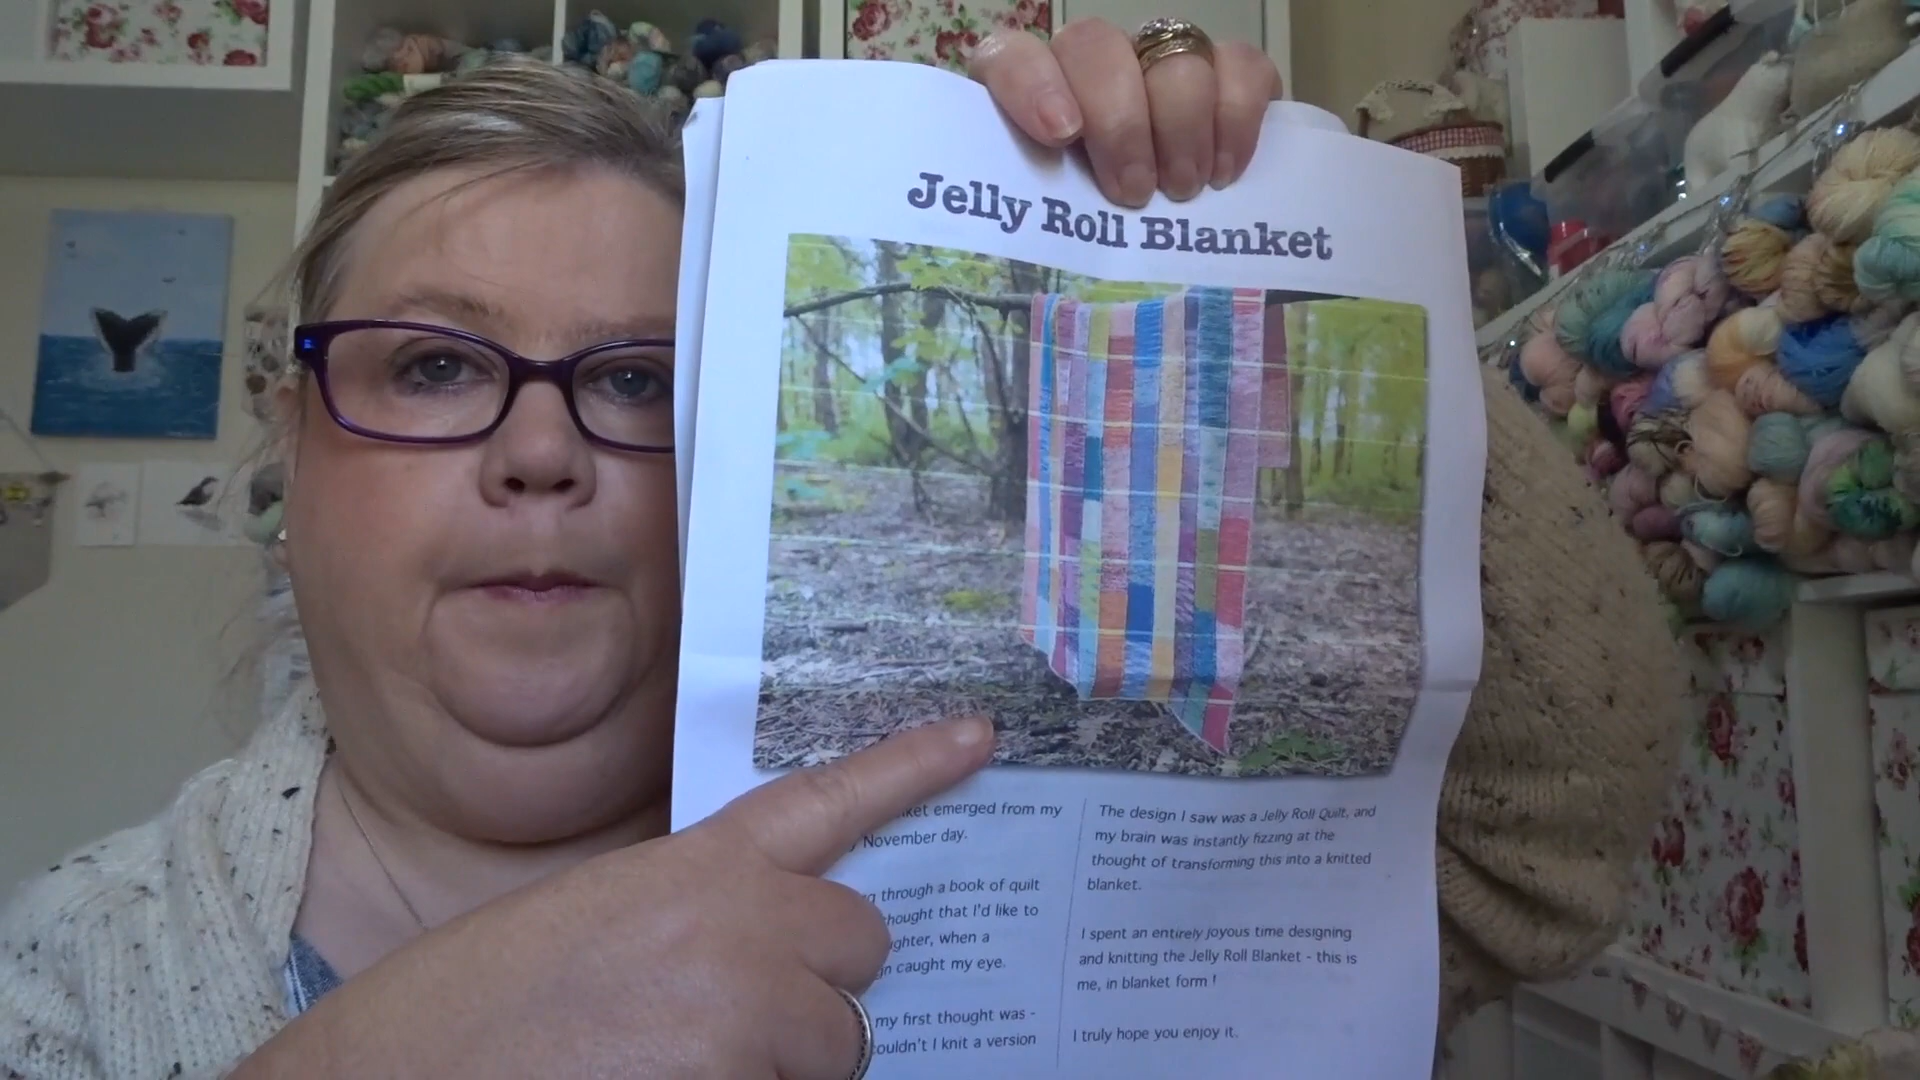 Jelly Roll Blanket
emerged from my
November day.
through a book of quilt
thought that I'd like to
when a
caught my eye.
my first thought was -
couldn't I knit a version
The design I saw was a Jelly Roll Quilt, and
my brain was instantly fizzing at the
thought of transforming this into a knitted
blanket.
I spent an entirely joyous time designing
and knitting the Jelly Roll Blanket - this is
me, in blanket form !
I truly hope you enjoy it.